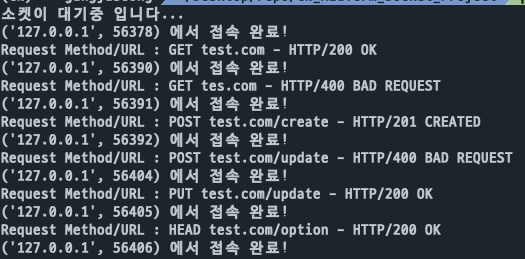 소켓이 대기중 입니다...
('127.0.0.1', 56378) 에서 접속 완료!
Request Method/URL : GET test.com – HTTP/200 OK
('127.0.0.1', 56390) 에서 접속 완료!
Request Method/URL : GET tes.com – HTTP/400 BAD REQUEST
('127.0.0.1', 56391) 에서 접속 완료!
Request Method/URL : POST test.com/create – HTTP/201 CREATED
('127.0.0.1', 56392) 에서 접속 완료!
Request Method/URL : POST test.com/update – HTTP/400 BAD REQUEST
('127.0.0.1', 56404) 에서 접속 완료!
Request Method/URL : PUT test.com/update – HTTP/200 OK
('127.0.0.1', 56405) 에서 접속 완료!
Request Method/URL : HEAD test.com/option – HTTP/200 OK
('127.0.0.1', 56406) 에서 접속 완료!